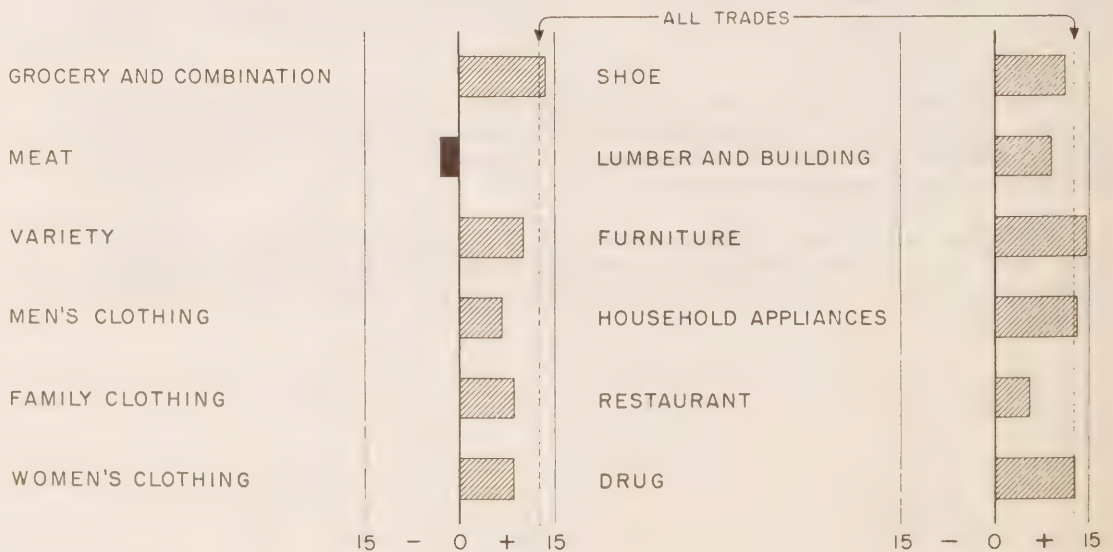 ALL TRADES
GROCERY AND COMBINATION
MEAT
VARIETY
MEN'S CLOTHING
FAMILY CLOTHING
WOMEN'S CLOTHING
15 – 0 + 15
SHOE
LUMBER AND BUILDING
FURNITURE
HOUSEHOLD APPLIANCES
RESTAURANT
DRUG
15 – 0 + 15